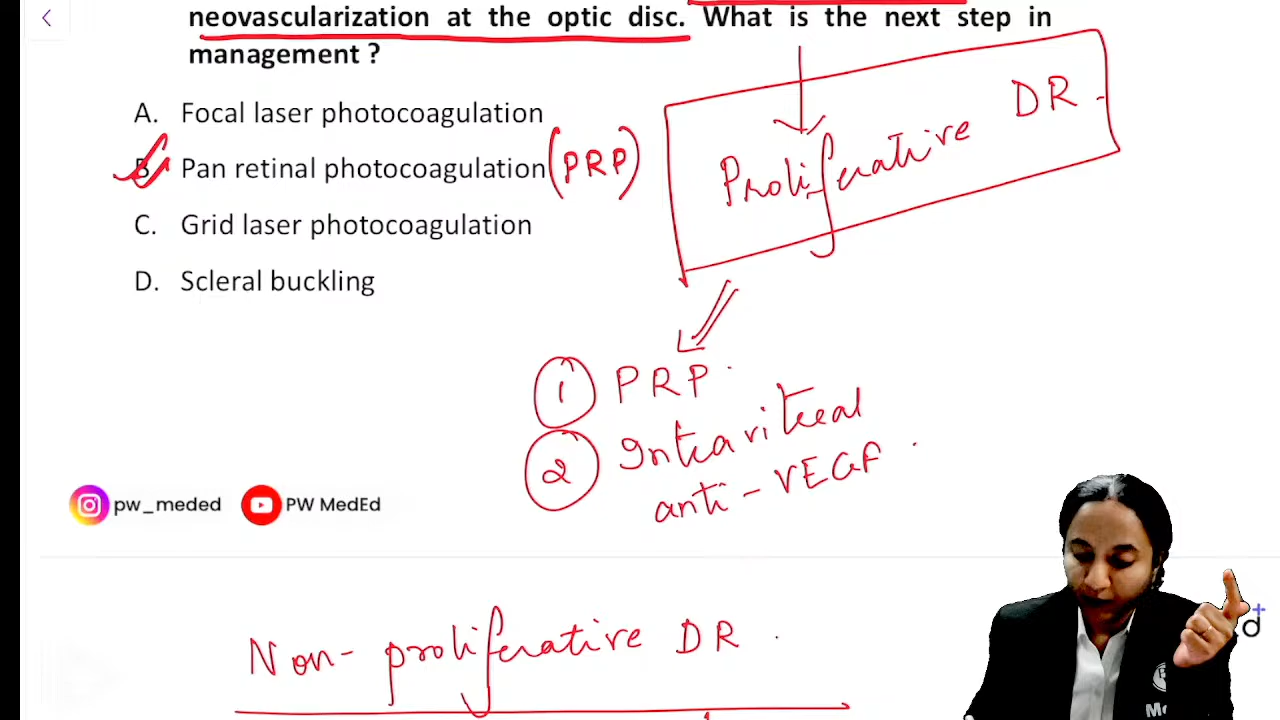 neovascularization at the optic disc. What is the next step in
management ?
A. Focal laser photocoagulation
B. Pan retinal photocoagulation (PRP)
C. Grid laser photocoagulation
D. Scleral buckling
Proliferative DR.
1 PRP.
2 Intravitreal
anti-VEGF.
pw_meded PW MedEd
Non-proliferative DR.